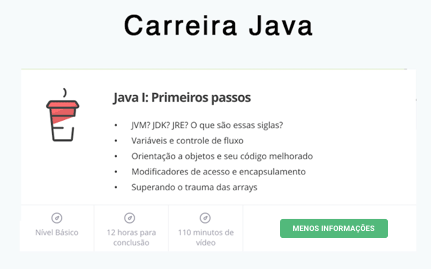 Carreira Java
Java I: Primeiros passos
• JVM? JDK? JRE? O que são essas siglas?
• Variáveis e controle de fluxo
• Orientação a objetos e seu código melhorado
• Modificadores de acesso e encapsulamento
• Superando o trauma das arrays
Nível Básico
12 horas para
conclusão
110 minutos de
vídeo
MENOS INFORMAÇÕES